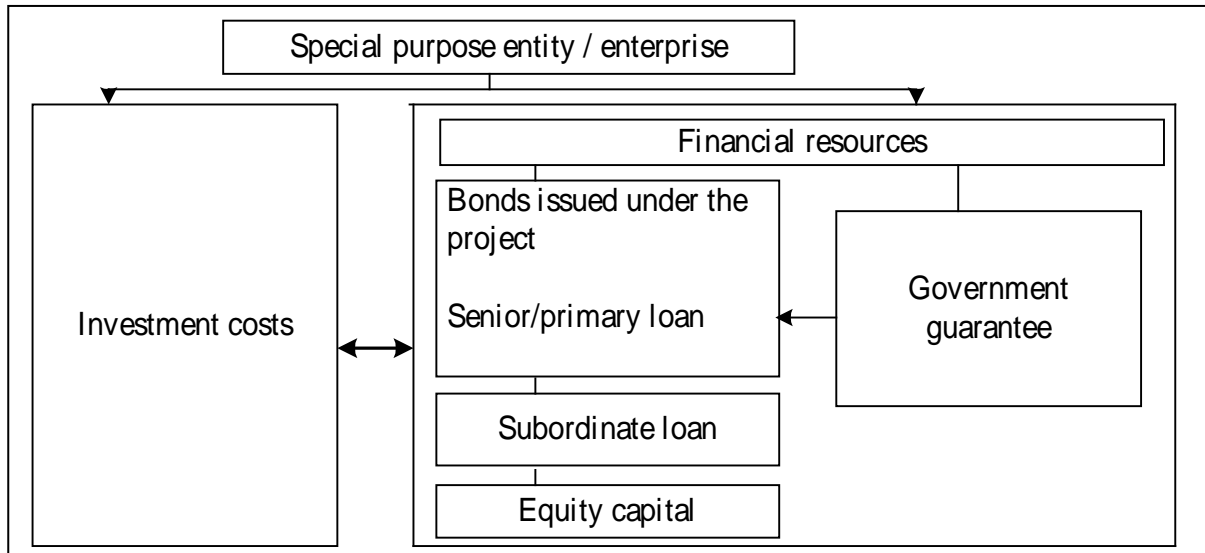 Special purpose entity / enterprise
Financial resources
Bonds issued under the
project
Senior/primary loan
Government
guarantee
Investment costs
Subordinate loan
Equity capital